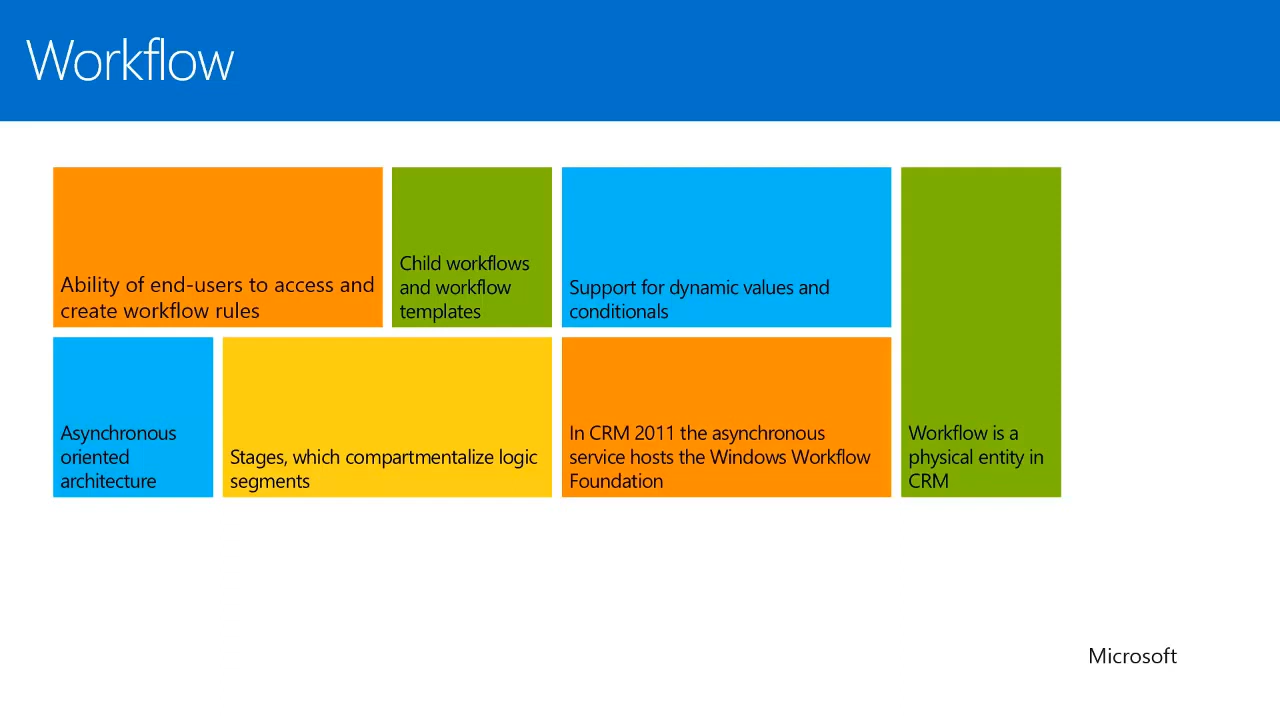 Workflow
Ability of end-users to access and
create workflow rules
Child workflows
and workflow
templates
Support for dynamic values and
conditionals
Asynchronous
oriented
architecture
Stages, which compartmentalize logic
segments
In CRM 2011 the asynchronous
service hosts the Windows Workflow
Foundation
Workflow is a
physical entity in
CRM
Microsoft